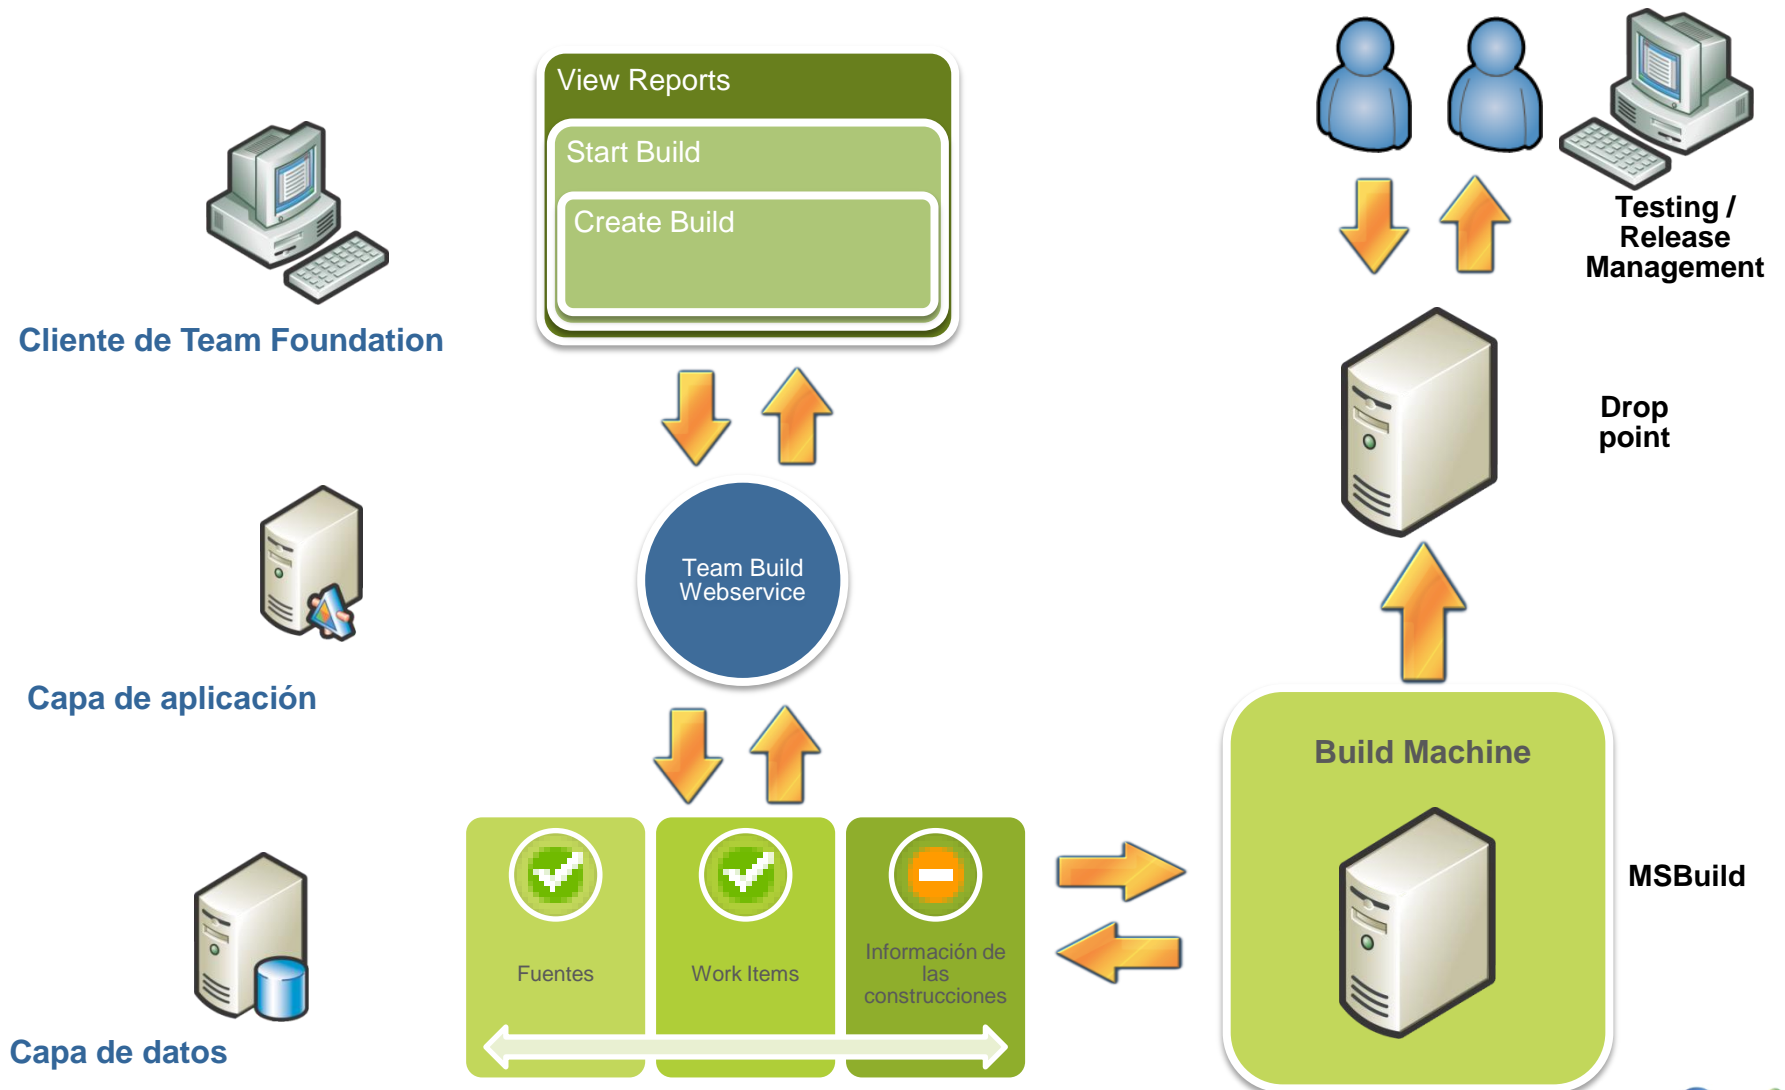 View Reports
Start Build
Create Build
Cliente de Team Foundation
Testing /
Release
Management
Drop
point
Team Build
Webservice
Capa de aplicación
Build Machine
MSBuild
Fuentes
Work Items
Información de
las
construcciones
Capa de datos